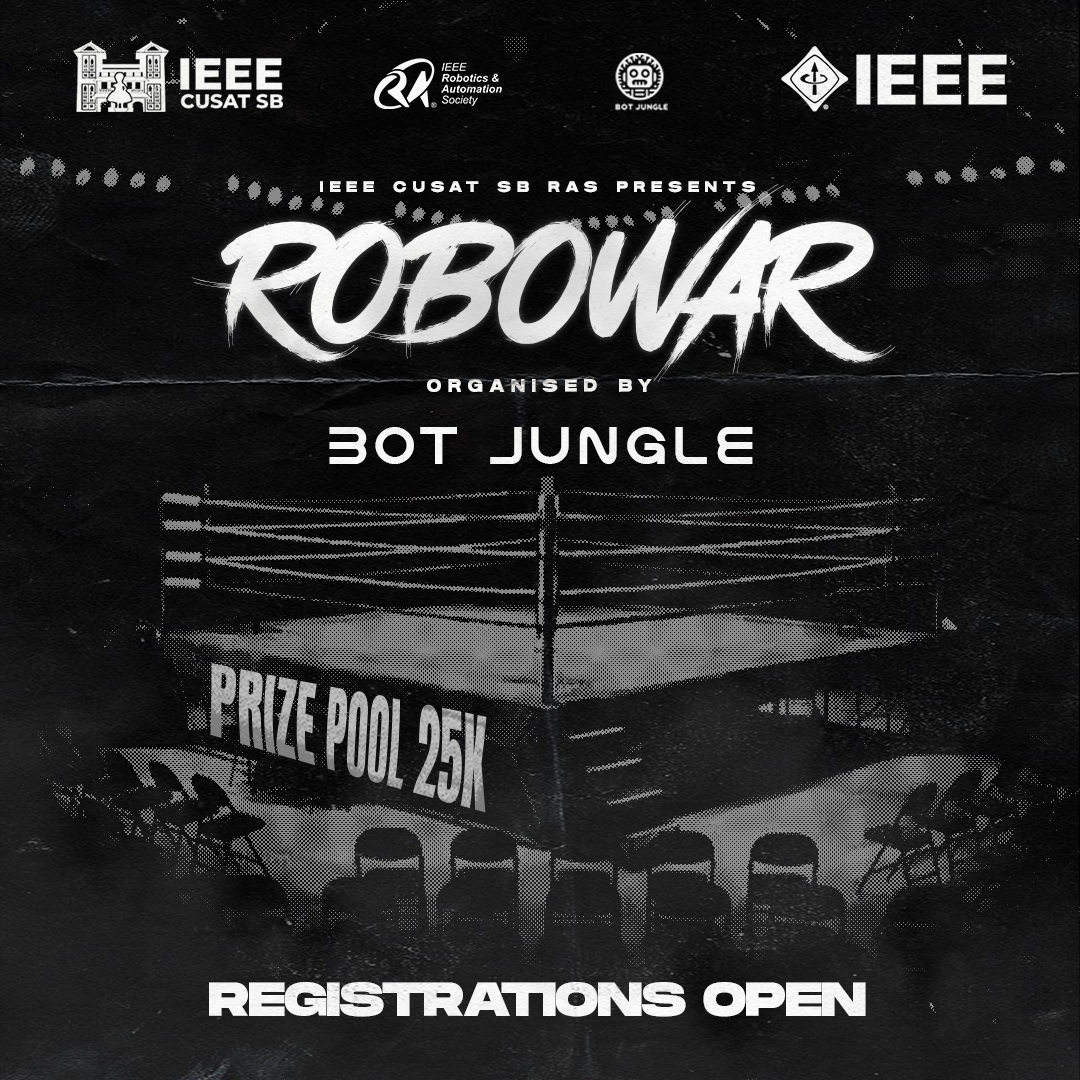 IEEE
CUSAT SB
IEEE
Robotics &
Automation
Society
BOT JUNGLE
IEEE
IEEE CUSAT SB RAS PRESENTS
ROBOWAR
ORGANISED BY
BOT JUNGLE
PRIZE POOL 25K
REGISTRATIONS OPEN